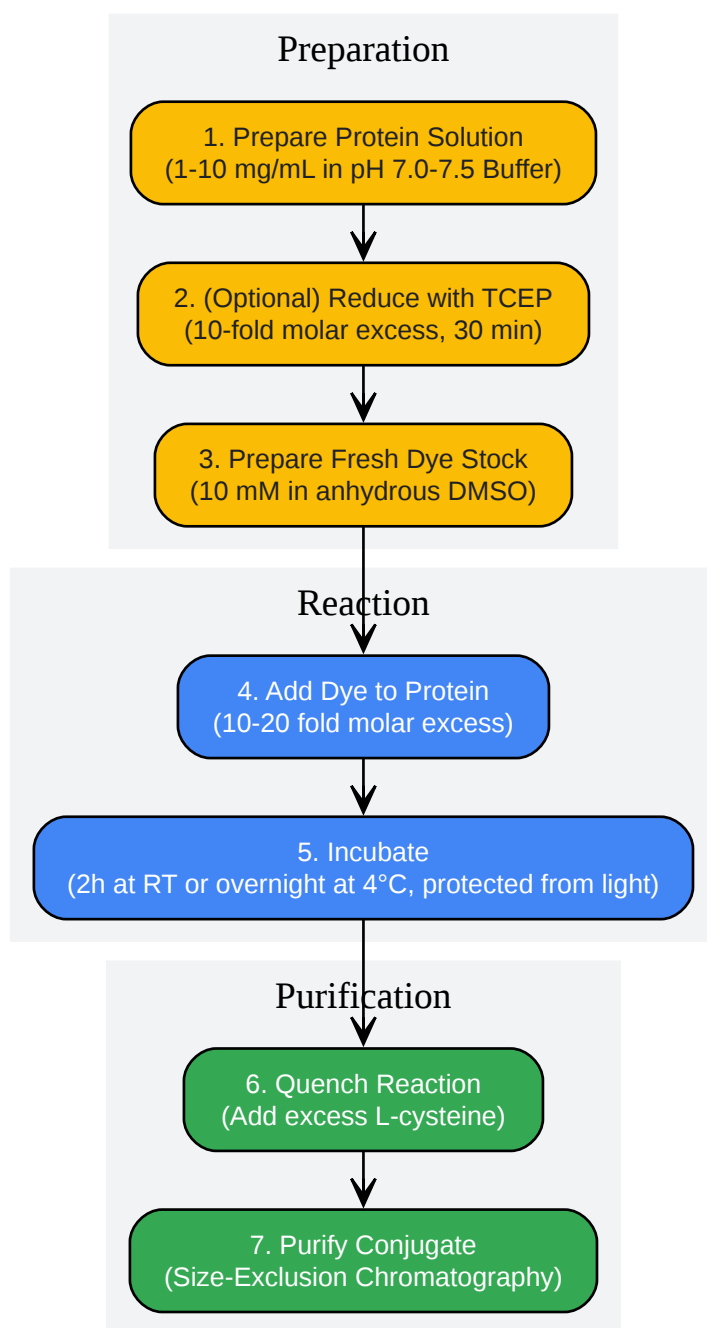 Preparation
1. Prepare Protein Solution
(1-10 mg/mL in pH 7.0-7.5 Buffer)
2. (Optional) Reduce with TCEP
(10-fold molar excess, 30 min)
3. Prepare Fresh Dye Stock
(10 mM in anhydrous DMSO)
Reaction
4. Add Dye to Protein
(10-20 fold molar excess)
5. Incubate
(2h at RT or overnight at 4°C, protected from light)
Purification
6. Quench Reaction
(Add excess L-cysteine)
7. Purify Conjugate
(Size-Exclusion Chromatography)